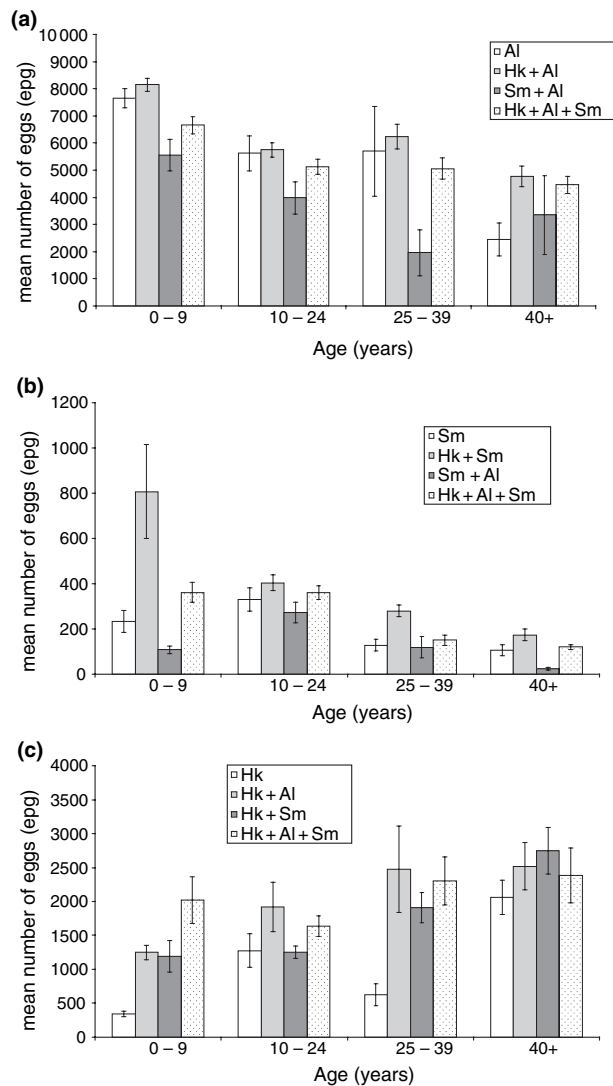 (a)
mean number of eggs (epg)
10 000
9000
8000
7000
6000
5000
4000
3000
2000
1000
0
Al
Hk + Al
Sm + Al
Hk + Al + Sm
0 – 9 10 – 24 25 – 39 40+
Age (years)
(b)
mean number of eggs (epg)
1200
1000
800
600
400
200
0
Sm
Hk + Sm
Sm + Al
Hk + Al + Sm
0 – 9 10 – 24 25 – 39 40+
Age (years)
(c)
mean number of eggs (epg)
4000
3500
3000
2500
2000
1500
1000
500
0
Hk
Hk + Al
Hk + Sm
Hk + Al + Sm
0 – 9 10 – 24 25 – 39 40+
Age (years)